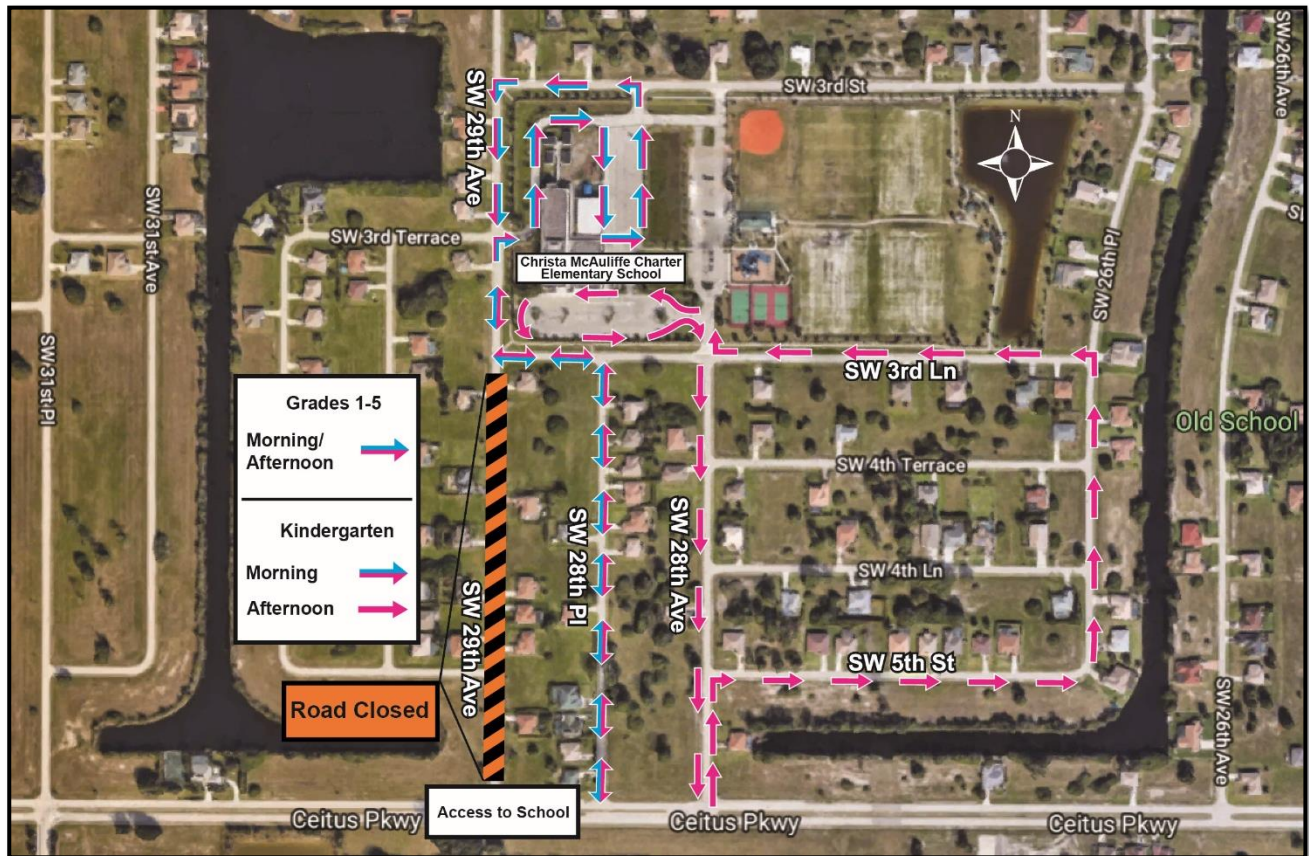 SW 26th Ave
SW 3rd St
N
SW 29th Ave
SW 31st Ave
SW 3rd Terrace
SW 26th Pl
Christa McAuliffe Charter
Elementary School
SW 31st Pl
SW 3rd Ln
Grades 1-5
Morning/
Afternoon
Kindergarten
Morning
Afternoon
Old School
SW 4th Terrace
SW 28th Pl
SW 28th Ave
SW 4th Ln
SW 29th Ave
SW 5th St
Road Closed
SW 26th Ave
Access to School
Ceitus Pkwy
Ceitus Pkwy
Ceitus Pkwy